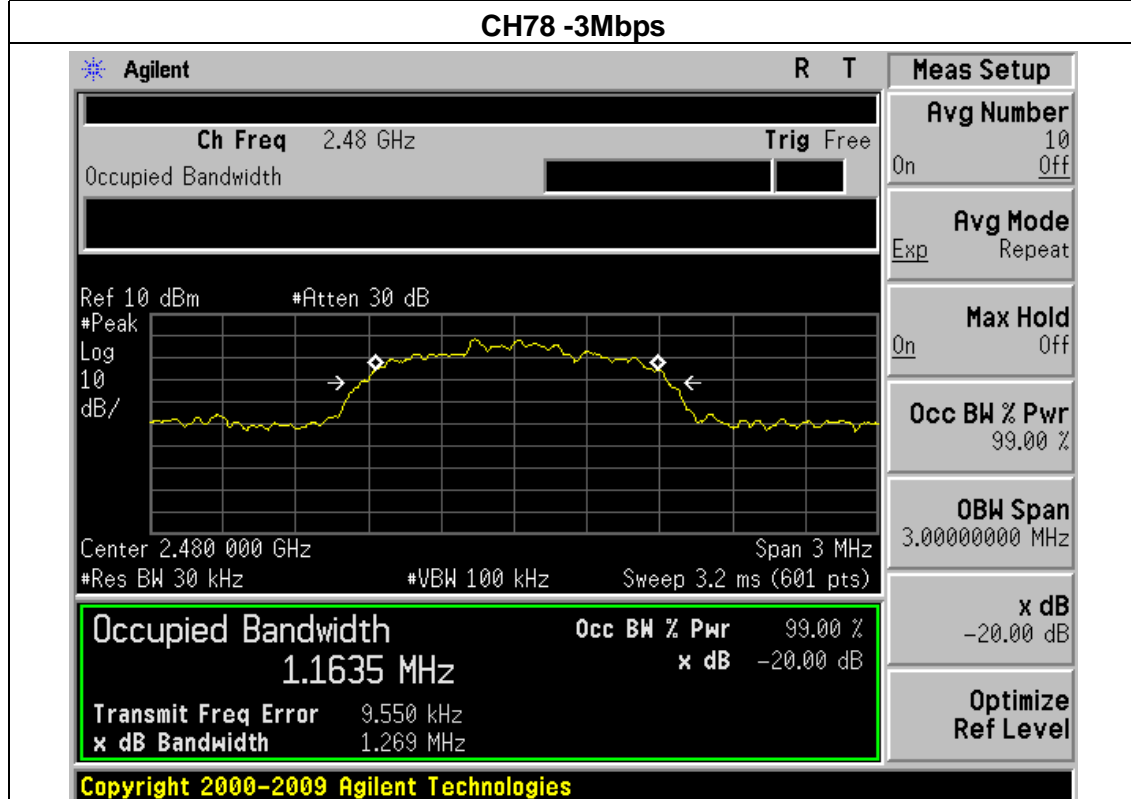 CH78 -3Mbps
Agilent R T
Ch Freq 2.48 GHz Trig Free
Occupied Bandwidth
Ref 10 dBm #Atten 30 dB
#Peak
Log
10
dB/
Center 2.480 000 GHz Span 3 MHz
#Res BW 30 kHz #VBW 100 kHz Sweep 3.2 ms (601 pts)
Occupied Bandwidth Occ BW % Pwr 99.00 %
1.1635 MHz x dB -20.00 dB
Transmit Freq Error 9.550 kHz
x dB Bandwidth 1.269 MHz
Copyright 2000-2009 Agilent Technologies
Meas Setup
Avg Number
10
On Off
Avg Mode
Exp Repeat
Max Hold
On Off
Occ BW % Pwr
99.00 %
OBW Span
3.00000000 MHz
x dB
-20.00 dB
Optimize
Ref Level